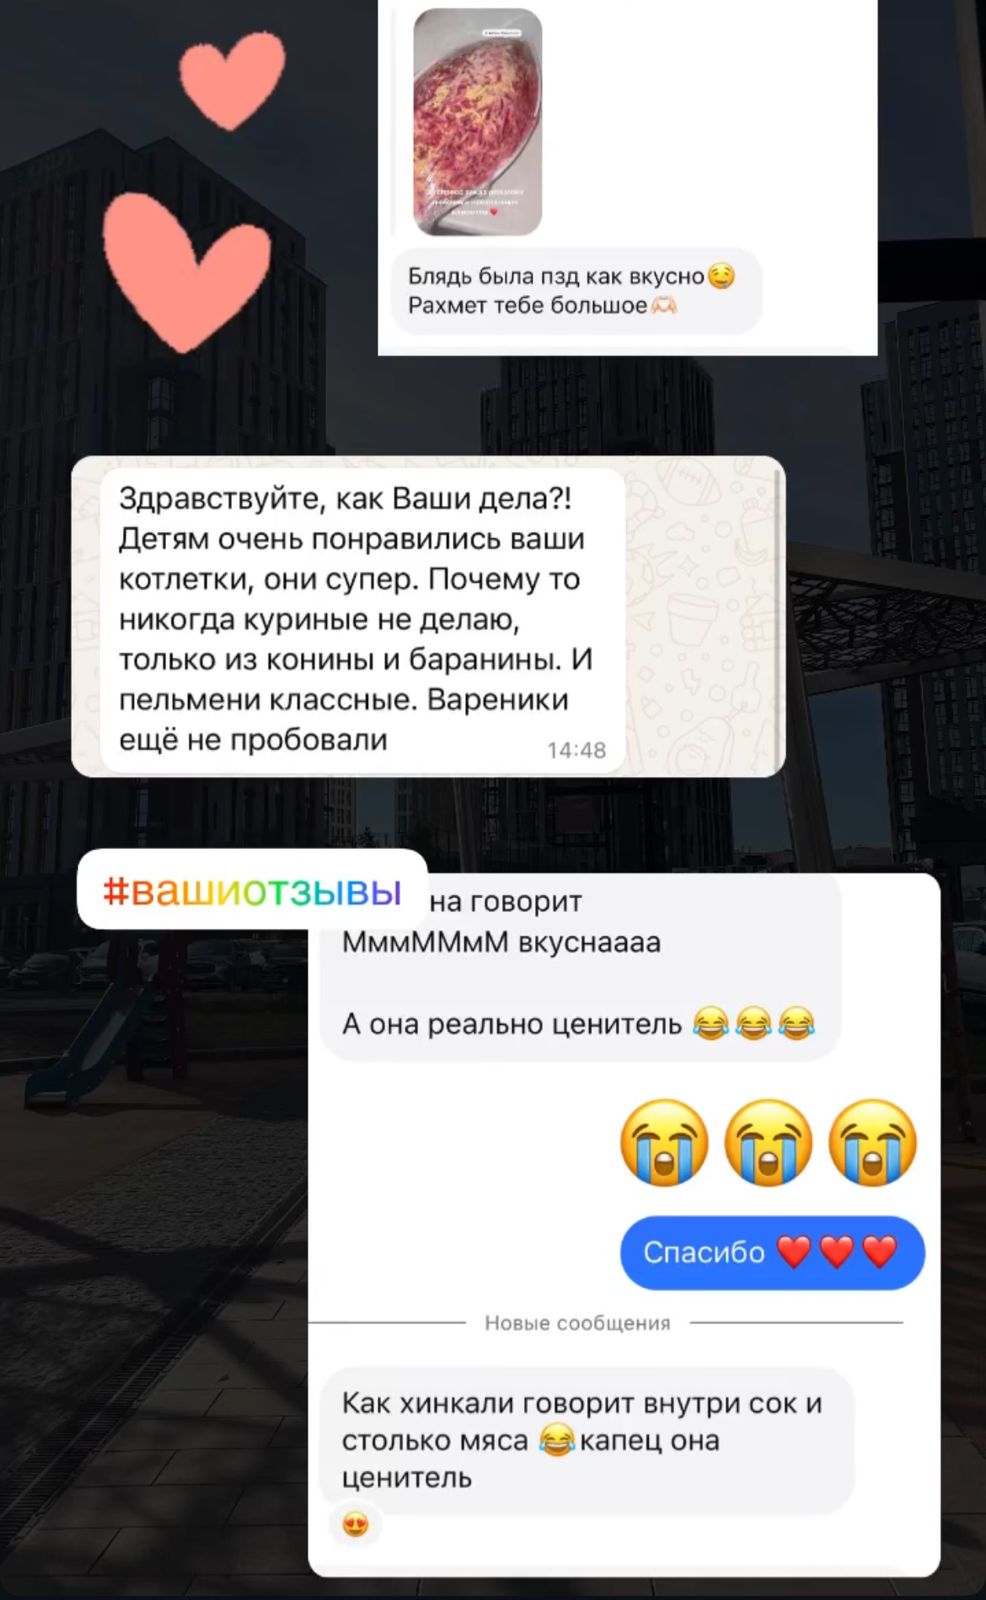 Блядь была пзд как вкусно🤤
Рахмет тебе большое🫶🏻
Здравствуйте, как Ваши дела?!
Детям очень понравились ваши
котлетки, они супер. Почему то
никогда куриные не делаю,
только из конины и баранины. И
пельмени классные. Вареники
ещё не пробовали
14:48
#вашиотзывы
на говорит
МммМММмМ вкуснаааа
А она реально ценитель 😂😂😂
😭😭😭
Спасибо ❤️❤️❤️
Новые сообщения
Как хинкали говорит внутри сок и
столько мяса 😂капец она
ценитель
😍